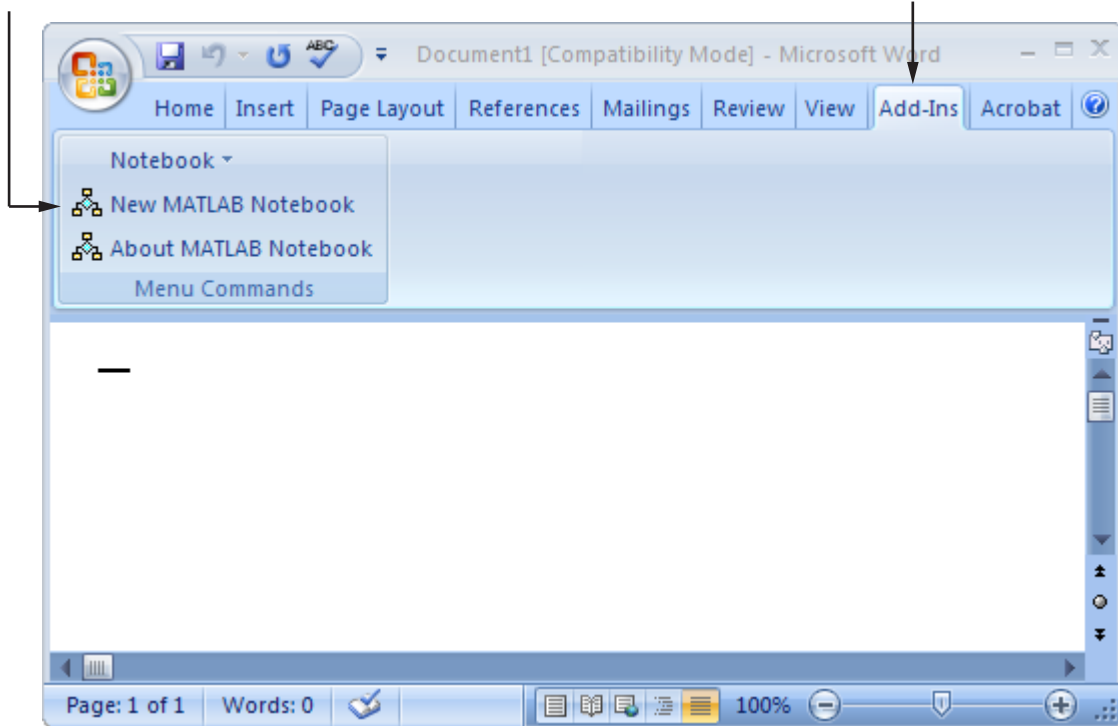 ABC
Document1 [Compatibility Mode] - Microsoft Word
Home Insert Page Layout References Mailings Review View Add-Ins Acrobat
Notebook
New MATLAB Notebook
About MATLAB Notebook
Menu Commands
Page: 1 of 1 Words: 0 100%